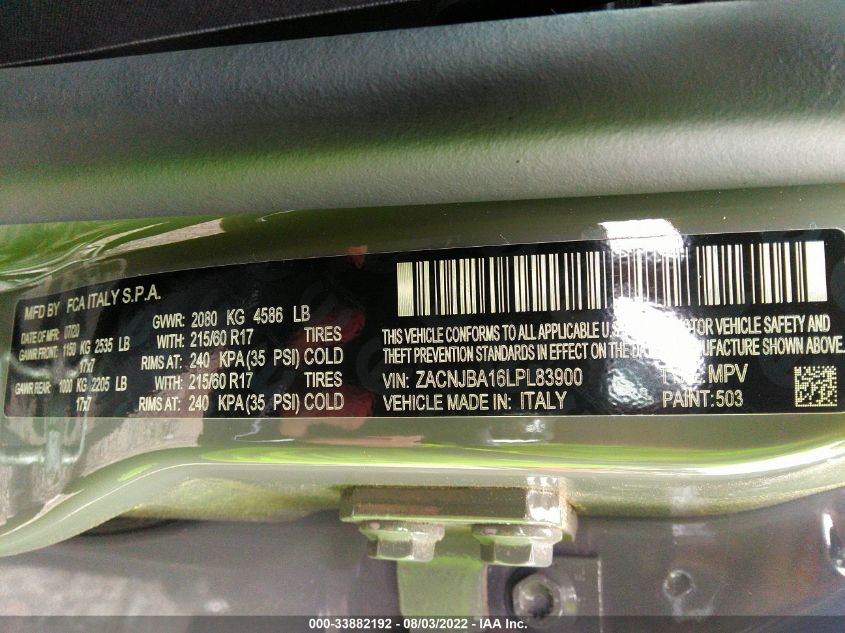 MFD BY FCA ITALY S.P.A.
DATE OF MFR 07/20 GVWR: 2080 KG 4586 LB
GAWR FRONT: 1150 KG 2535 LB WITH: 215/60 R17 TIRES
17x7 RIMS AT: 240 KPA (35 PSI) COLD
GAWR REAR: 1000 KG 2205 LB WITH: 215/60 R17 TIRES
17x7 RIMS AT: 240 KPA (35 PSI) COLD
THIS VEHICLE CONFORMS TO ALL APPLICABLE U.S. MOTOR VEHICLE SAFETY AND
THEFT PREVENTION STANDARDS IN EFFECT ON THE DATE OF MANUFACTURE SHOWN ABOVE.
VIN: ZACNJBA16LPL83900 TYPE: MPV
VEHICLE MADE IN: ITALY PAINT: 503
000-33882192 - 08/03/2022 - IAA Inc.